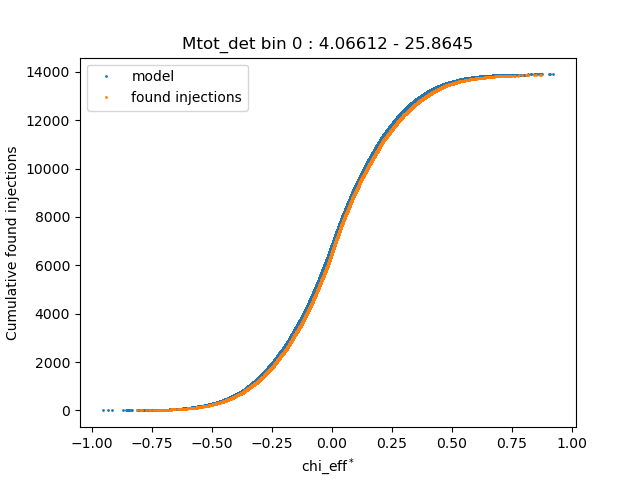 Mtot_det bin 0 : 4.06612 - 25.8645
model
found injections
Cumulative found injections
14000
12000
10000
8000
6000
4000
2000
0
−1.00 −0.75 −0.50 −0.25 0.00 0.25 0.50 0.75 1.00
chi_eff*